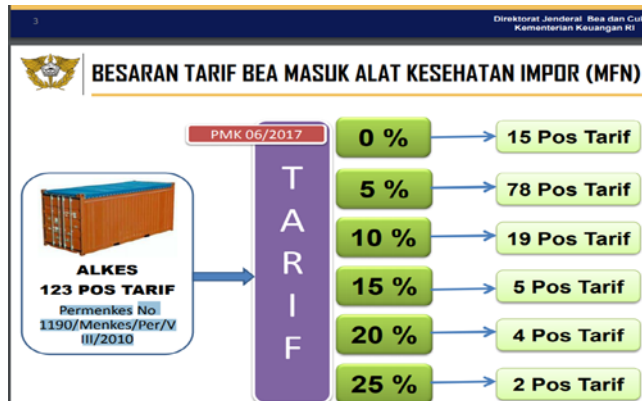 3
Direktorat Jenderal Bea dan Cu
Kementerian Keuangan RI
BESARAN TARIF BEA MASUK ALAT KESEHATAN IMPOR (MFN)
PMK 06/2017
ALKES
123 POS TARIF
Permenkes No
1190/Menkes/Per/V
III/2010
T
A
R
I
F
0 %
15 Pos Tarif
5 %
78 Pos Tarif
10 %
19 Pos Tarif
15 %
5 Pos Tarif
20 %
4 Pos Tarif
25 %
2 Pos Tarif